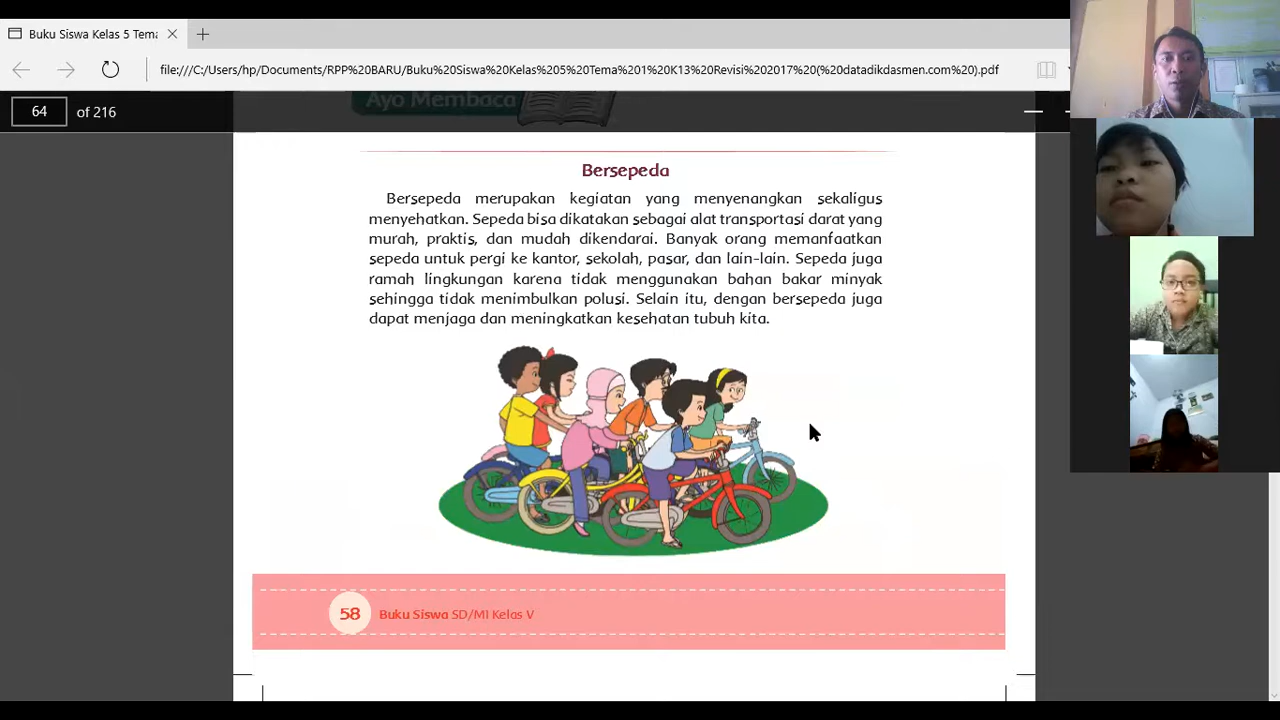 Buku Siswa Kelas 5 Tema
file:///C:/Users/hp/Documents/RPP%20BARU/Buku%20Siswa%20Kelas%205%20Tema%201%20K13%20Revisi%202017%20(%20datadikdasmen.com%20).pdf
64 of 216
Ayo Membaca
Bersepeda
Bersepeda merupakan kegiatan yang menyenangkan sekaligus
menyehatkan. Sepeda bisa dikatakan sebagai alat transportasi darat yang
murah, praktis, dan mudah dikendarai. Banyak orang memanfaatkan
sepeda untuk pergi ke kantor, sekolah, pasar, dan lain-lain. Sepeda juga
ramah lingkungan karena tidak menggunakan bahan bakar minyak
sehingga tidak menimbulkan polusi. Selain itu, dengan bersepeda juga
dapat menjaga dan meningkatkan kesehatan tubuh kita.
58 Buku Siswa SD/MI Kelas V